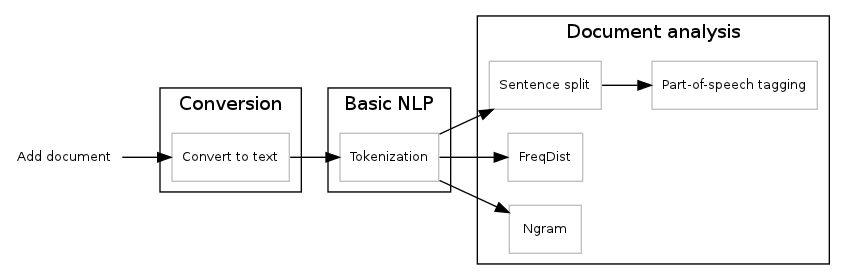 Document analysis
Conversion
Basic NLP
Sentence split
Part-of-speech tagging
Add document
Convert to text
Tokenization
FreqDist
Ngram